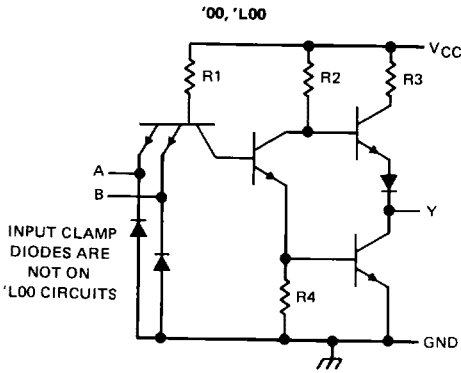 '00, 'L00
VCC
R1
R2
R3
A
B
Y
INPUT CLAMP
DIODES ARE
NOT ON
'L00 CIRCUITS
R4
GND